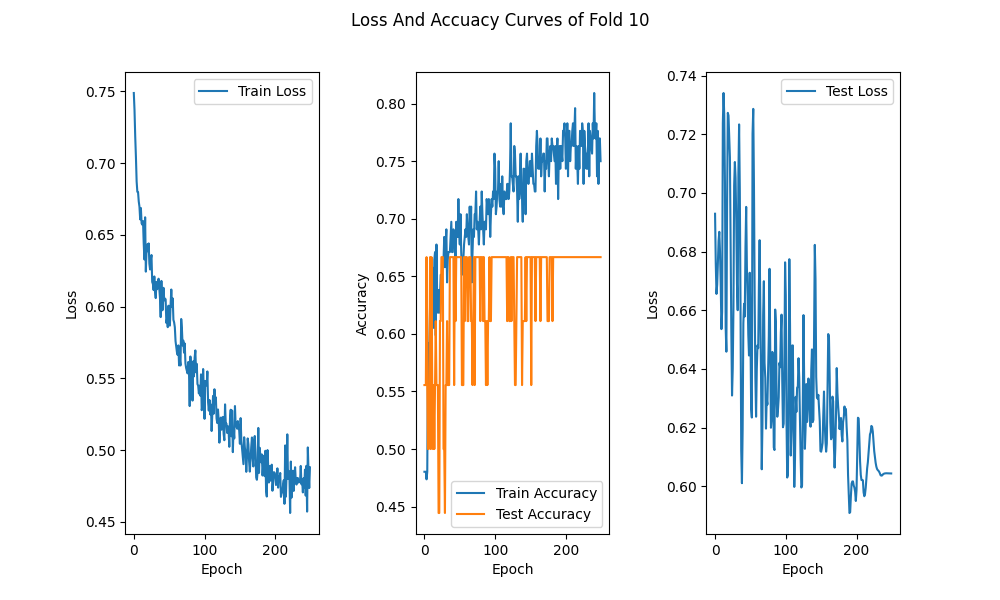 Loss And Accuacy Curves of Fold 10
Train Loss
0.75
0.70
0.65
0.60
0.55
0.50
0.45
Loss
0
100
200
Epoch
0.80
0.75
0.70
0.65
0.60
0.55
0.50
0.45
Accuracy
Train Accuracy
Test Accuracy
0
100
200
Epoch
Test Loss
0.74
0.72
0.70
0.68
0.66
0.64
0.62
0.60
Loss
0
100
200
Epoch